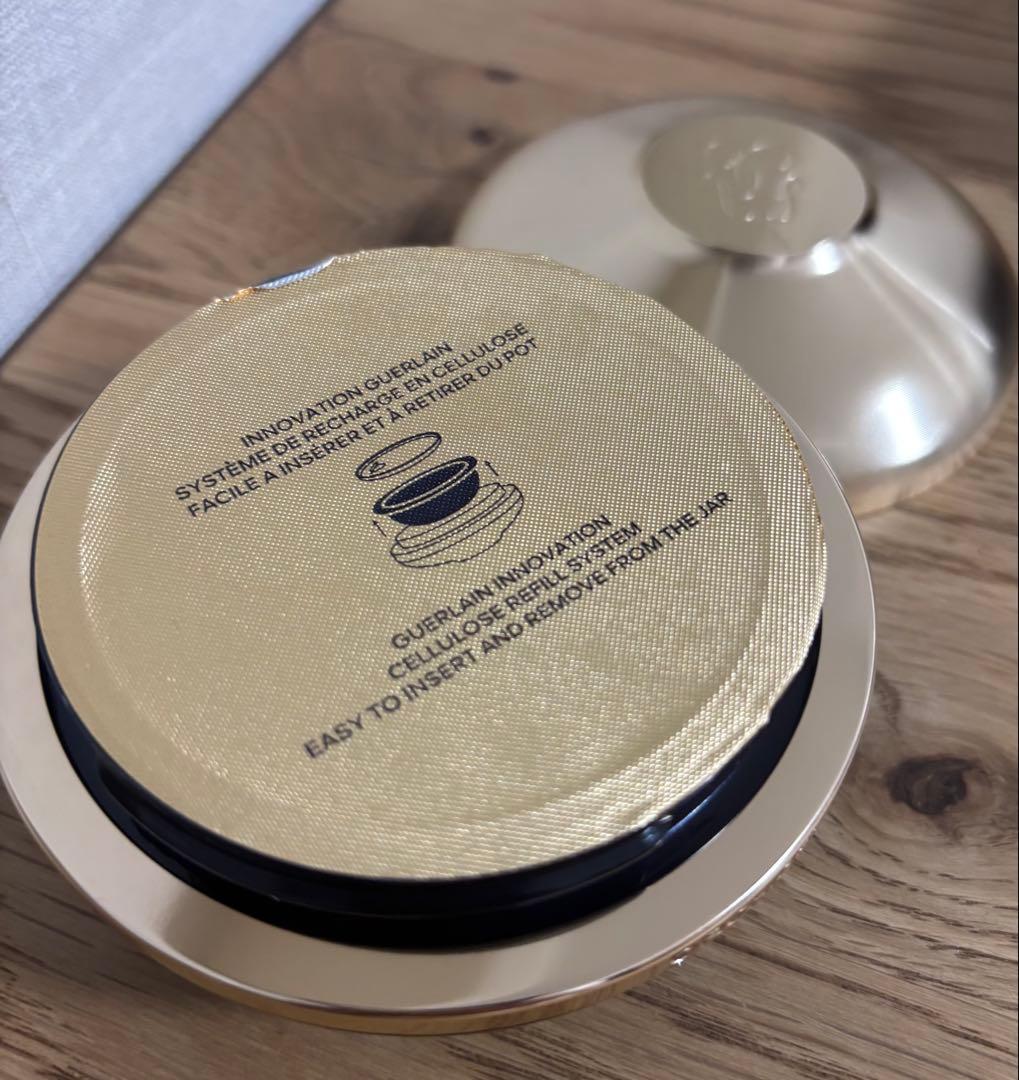 INNOVATION GUERLAIN
SYSTÈME DE RECHARGE EN CELLULOSE
FACILE A INSÉRER ET À RETIRER DU POT
GUERLAIN INNOVATION
CELLULOSE REFILL SYSTEM
EASY TO INSERT AND REMOVE FROM THE JAR